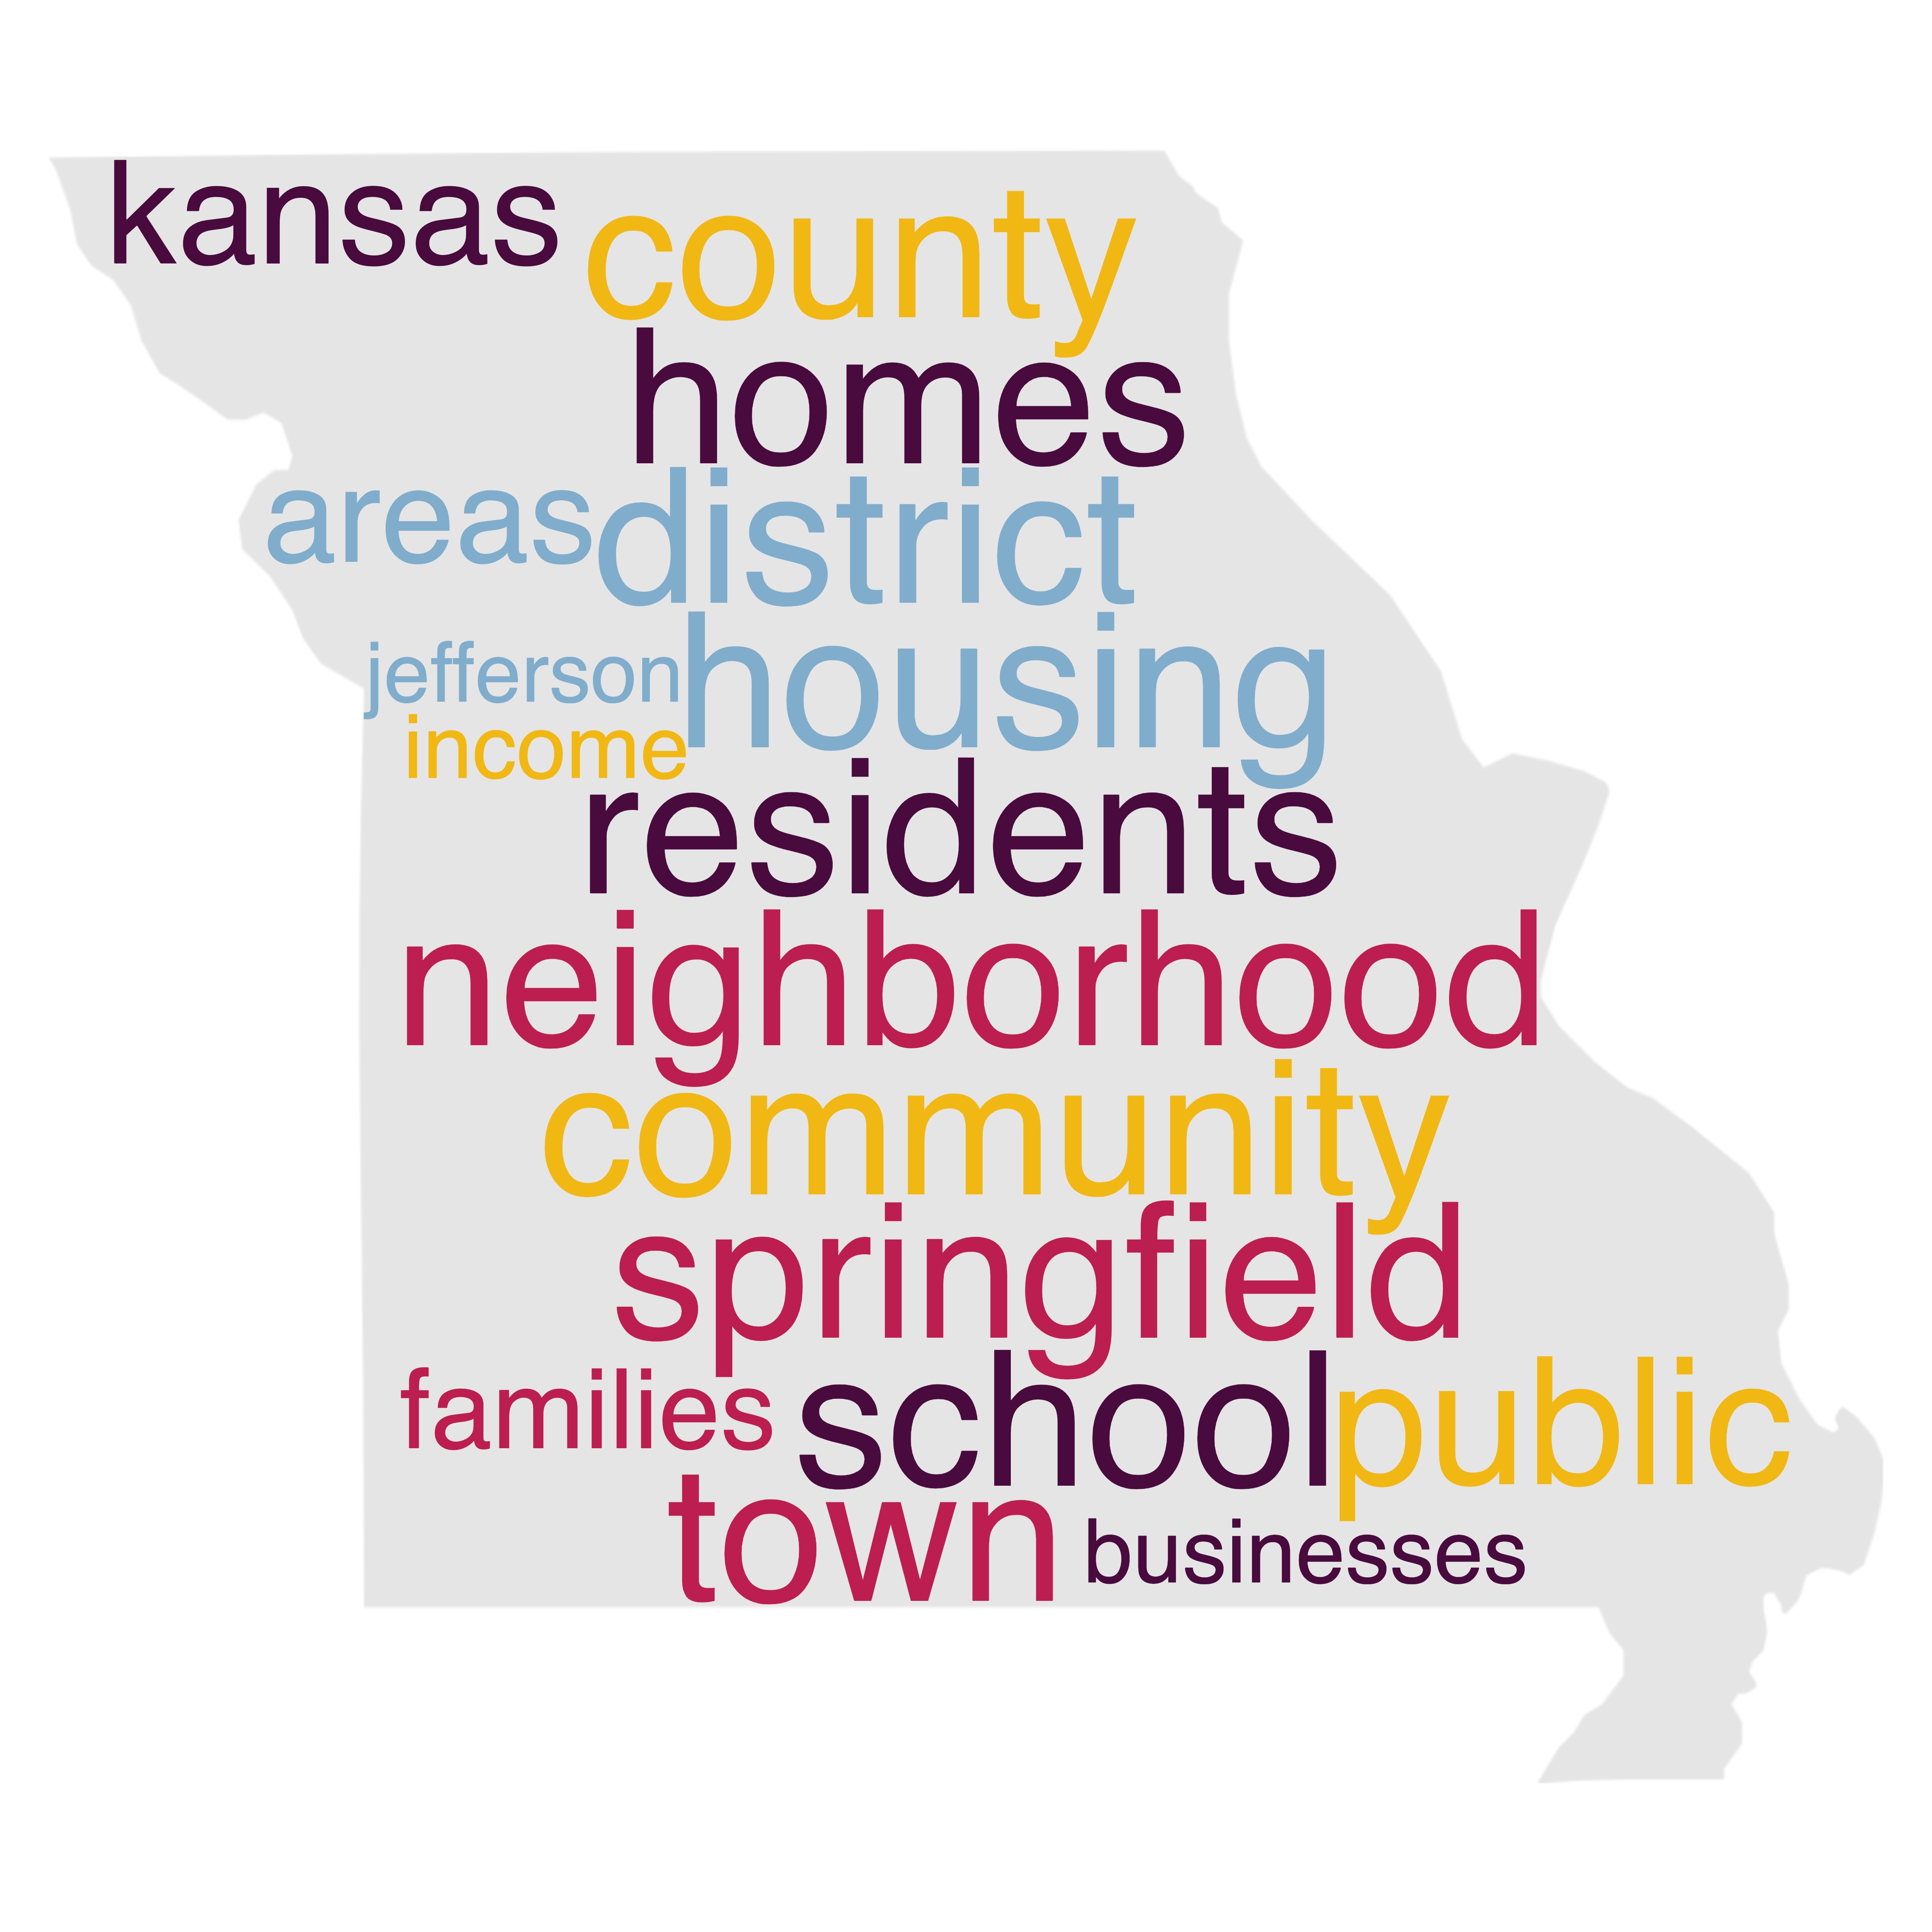 kansas county
homes
areas district
jefferson housing
income
residents
neighborhood
community
springfield
families school public
town businesses